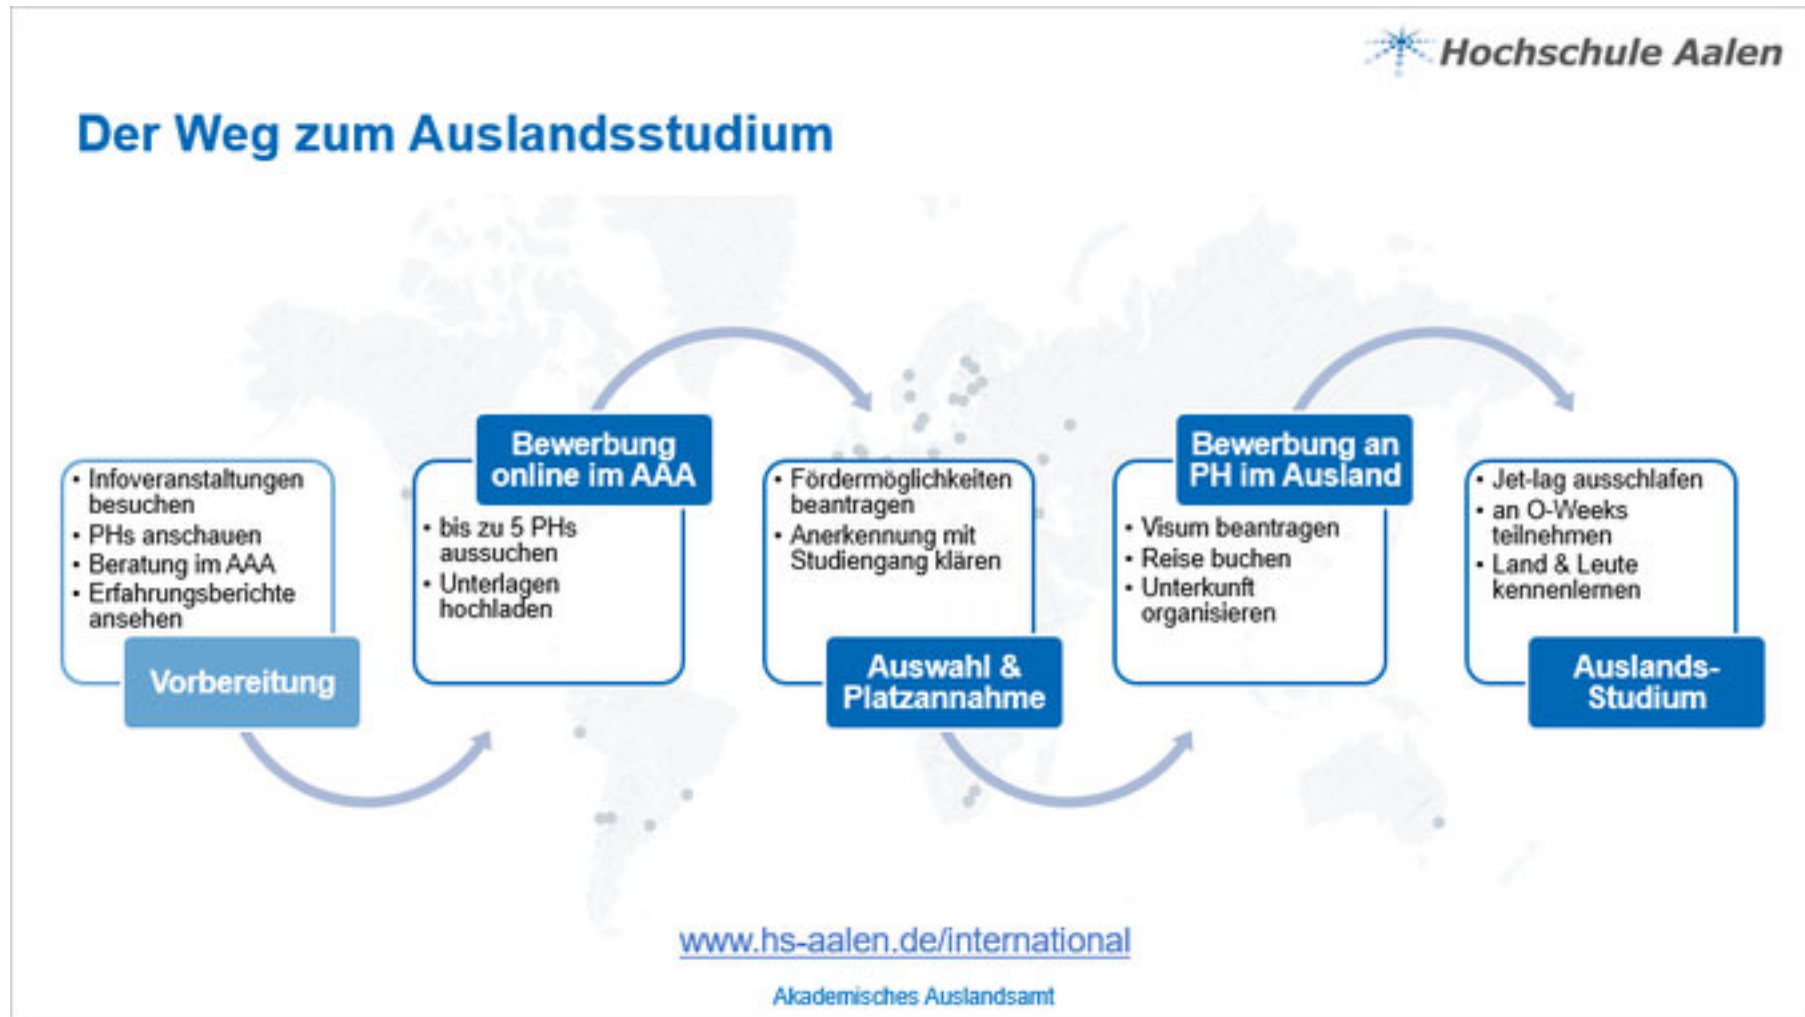 Hochschule Aalen
Der Weg zum Auslandsstudium
• Infoveranstaltungen
besuchen
• PHs anschauen
• Beratung im AAA
• Erfahrungsberichte
ansehen
Vorbereitung
Bewerbung
online im AAA
• bis zu 5 PHs
aussuchen
• Unterlagen
hochladen
• Fördermöglichkeiten
beantragen
• Anerkennung mit
Studiengang klären
Auswahl &
Platzannahme
Bewerbung an
PH im Ausland
• Visum beantragen
• Reise buchen
• Unterkunft
organisieren
• Jet-lag ausschlafen
• an O-Weeks
teilnehmen
• Land & Leute
kennenlernen
Auslands-
Studium
www.hs-aalen.de/international
Akademisches Auslandsamt